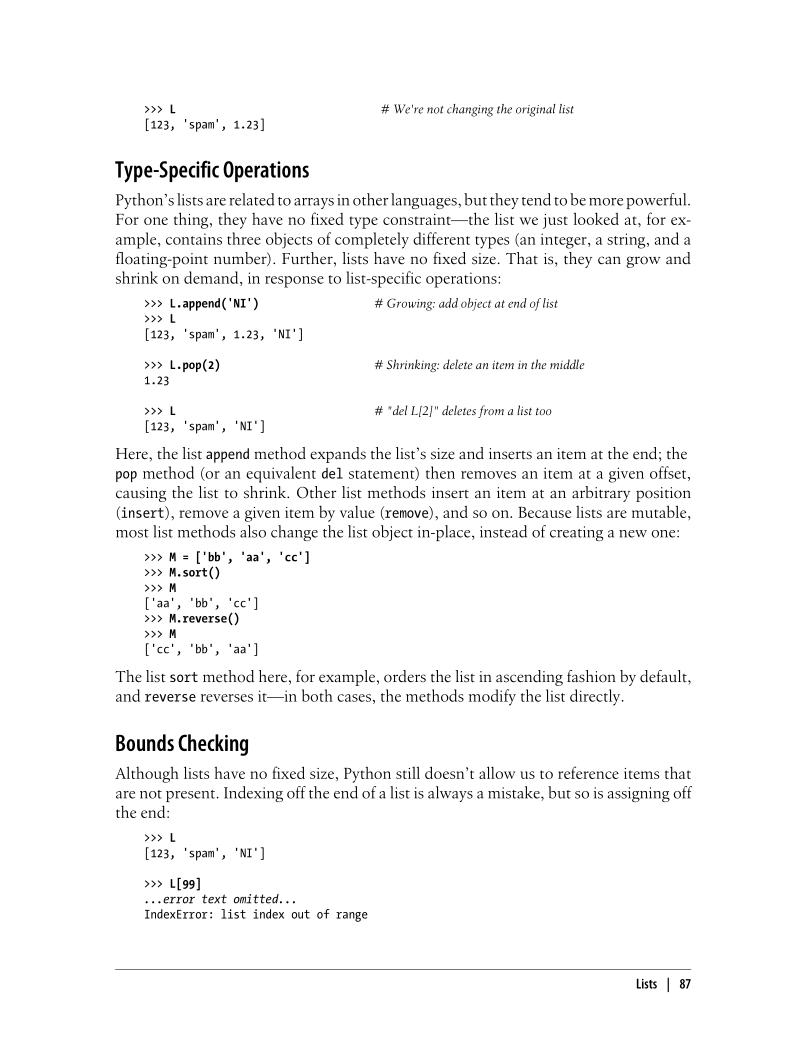 >>> L # We're not changing the original list
[123, 'spam', 1.23]
Type-Specific Operations
Python's lists are related to arrays in other languages, but they tend to be more powerful.
For one thing, they have no fixed type constraint—the list we just looked at, for ex-
ample, contains three objects of completely different types (an integer, a string, and a
floating-point number). Further, lists have no fixed size. That is, they can grow and
shrink on demand, in response to list-specific operations:
>>> L.append('NI') # Growing: add object at end of list
>>> L
[123, 'spam', 1.23, 'NI']
>>> L.pop(2) # Shrinking: delete an item in the middle
1.23
>>> L # "del L[2]" deletes from a list too
[123, 'spam', 'NI']
Here, the list append method expands the list's size and inserts an item at the end; the
pop method (or an equivalent del statement) then removes an item at a given offset,
causing the list to shrink. Other list methods insert an item at an arbitrary position
(insert), remove a given item by value (remove), and so on. Because lists are mutable,
most list methods also change the list object in-place, instead of creating a new one:
>>> M = ['bb', 'aa', 'cc']
>>> M.sort()
>>> M
['aa', 'bb', 'cc']
>>> M.reverse()
>>> M
['cc', 'bb', 'aa']
The list sort method here, for example, orders the list in ascending fashion by default,
and reverse reverses it—in both cases, the methods modify the list directly.
Bounds Checking
Although lists have no fixed size, Python still doesn't allow us to reference items that
are not present. Indexing off the end of a list is always a mistake, but so is assigning off
the end:
>>> L
[123, 'spam', 'NI']
>>> L[99]
...error text omitted...
IndexError: list index out of range
Lists | 87